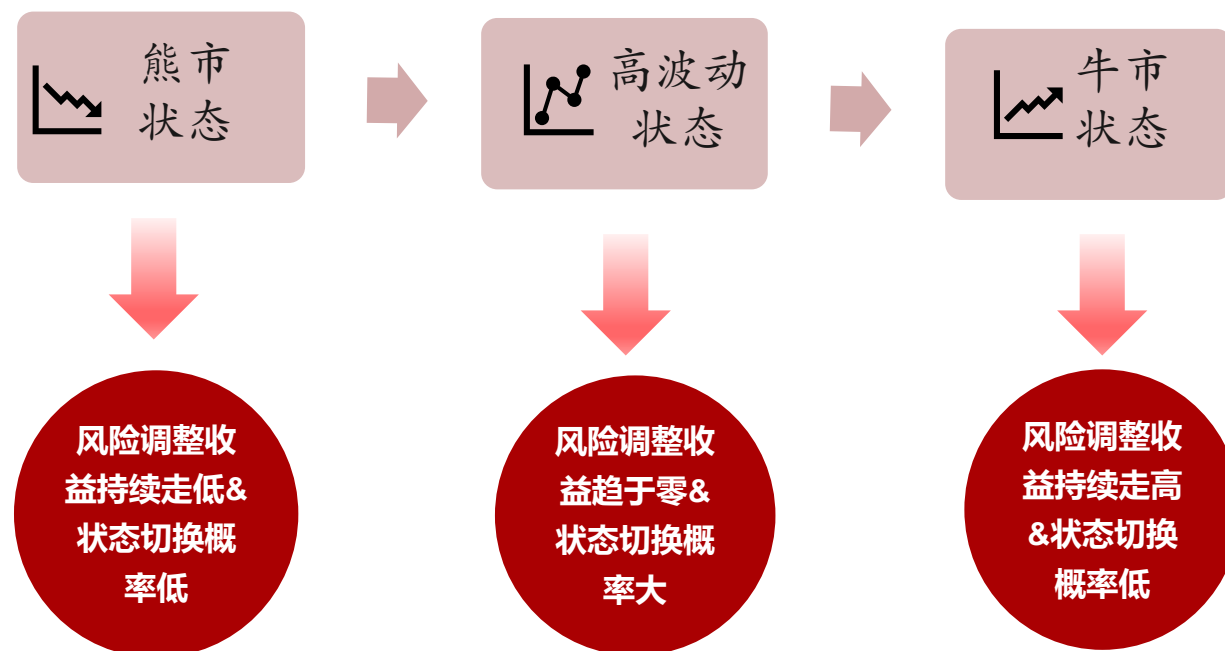 熊市
状态
高波动
状态
牛市
状态
风险调整收
益持续走低&
状态切换概
率低
风险调整收
益趋于零&
状态切换概
率大
风险调整收
益持续走高
&状态切换
概率低